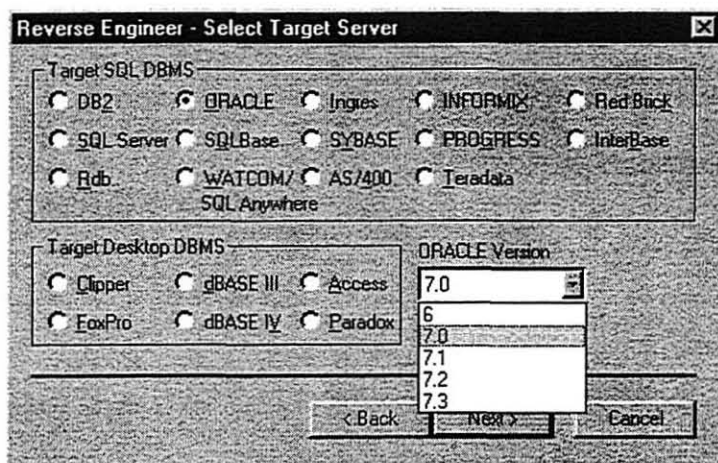 Reverse Engineer - Select Target Server
Target SQL DBMS
DB2 ORACLE Ingres INFORMIX Red Brick
SQL Server SQLBase SYBASE PROGRESS InterBase
Rdb WATCOM/ SQL Anywhere AS/400 Teradata
Target Desktop DBMS
Clipper dBASE III Access
FoxPro dBASE IV Paradox
ORACLE Version
7.0
6
7.0
7.1
7.2
7.3
< Back Next > Cancel